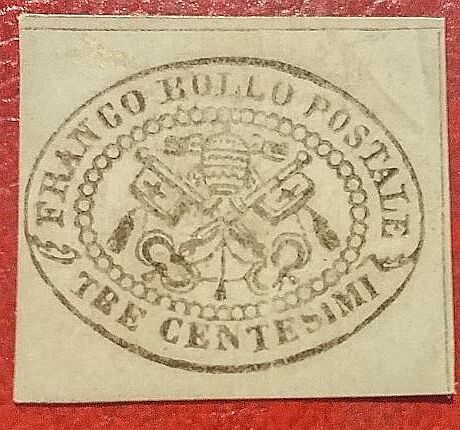 FRANCO BOLLO POSTALE
TRE CENTESIMI